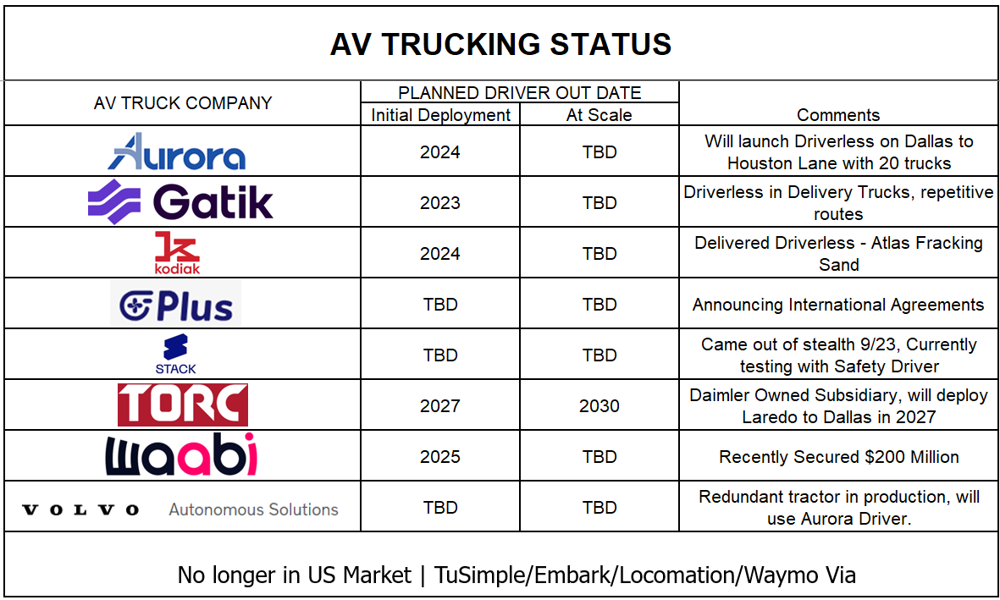 AV TRUCKING STATUS
AV TRUCK COMPANY
PLANNED DRIVER OUT DATE
Initial Deployment
At Scale
Comments
Aurora
2024
TBD
Will launch Driverless on Dallas to
Houston Lane with 20 trucks
Gatik
2023
TBD
Driverless in Delivery Trucks, repetitive
routes
k
kodiak
2024
TBD
Delivered Driverless - Atlas Fracking
Sand
Plus
TBD
TBD
Announcing International Agreements
STACK
TBD
TBD
Came out of stealth 9/23, Currently
testing with Safety Driver
TORC
2027
2030
Daimler Owned Subsidiary, will deploy
Laredo to Dallas in 2027
waabi
2025
TBD
Recently Secured $200 Million
VOLVO Autonomous Solutions
TBD
TBD
Redundant tractor in production, will
use Aurora Driver.
No longer in US Market | TuSimple/Embark/Locomation/Waymo Via